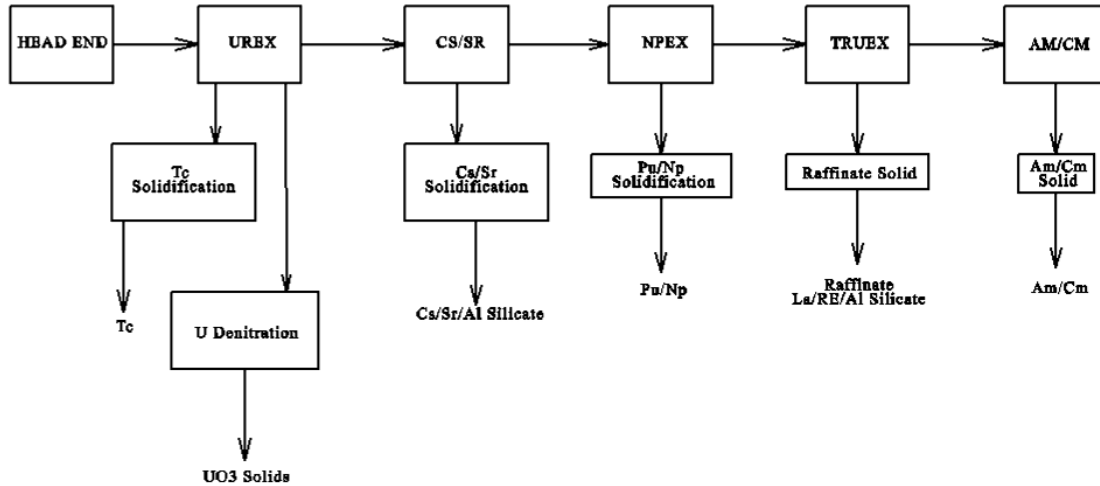 HEAD END
UREX
CS/SR
NPEX
TRUEX
AM/CM
Tc
Solidification
Cs/Sr
Solidification
Pu/Np
Solidification
Raffinate Solid
Am/Cm
Solid
Tc
U Denitration
Cs/Sr/Al Silicate
Pu/Np
Raffinate
La/RE/Al Silicate
Am/Cm
UO3 Solids